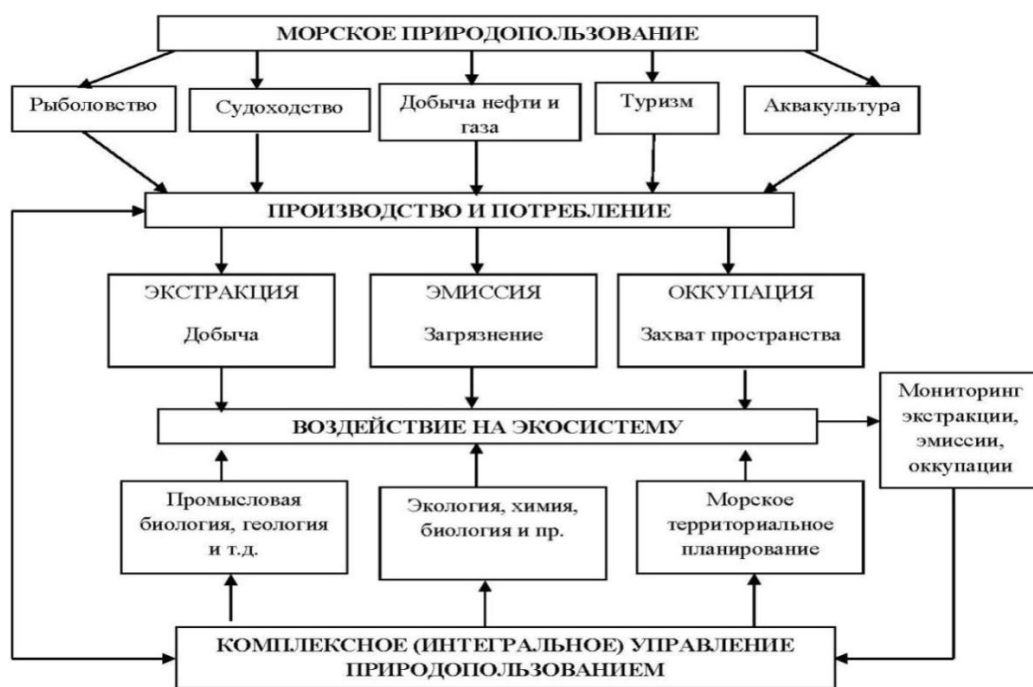 МОРСКОЕ ПРИРОДОПОЛЬЗОВАНИЕ
Рыболовство
Судоходство
Добыча нефти и
газа
Туризм
Аквакультура
ПРОИЗВОДСТВО И ПОТРЕБЛЕНИЕ
ЭКСТРАКЦИЯ
Добыча
ЭМИССИЯ
Загрязнение
ОККУПАЦИЯ
Захват пространства
ВОЗДЕЙСТВИЕ НА ЭКОСИСТЕМУ
Мониторинг
экстракции,
эмиссии,
оккупации
Промысловая
биология, геология
и т.д.
Экология, химия,
биология и пр.
Морское
территориальное
планирование
КОМПЛЕКСНОЕ (ИНТЕГРАЛЬНОЕ) УПРАВЛЕНИЕ
ПРИРОДОПОЛЬЗОВАНИЕМ